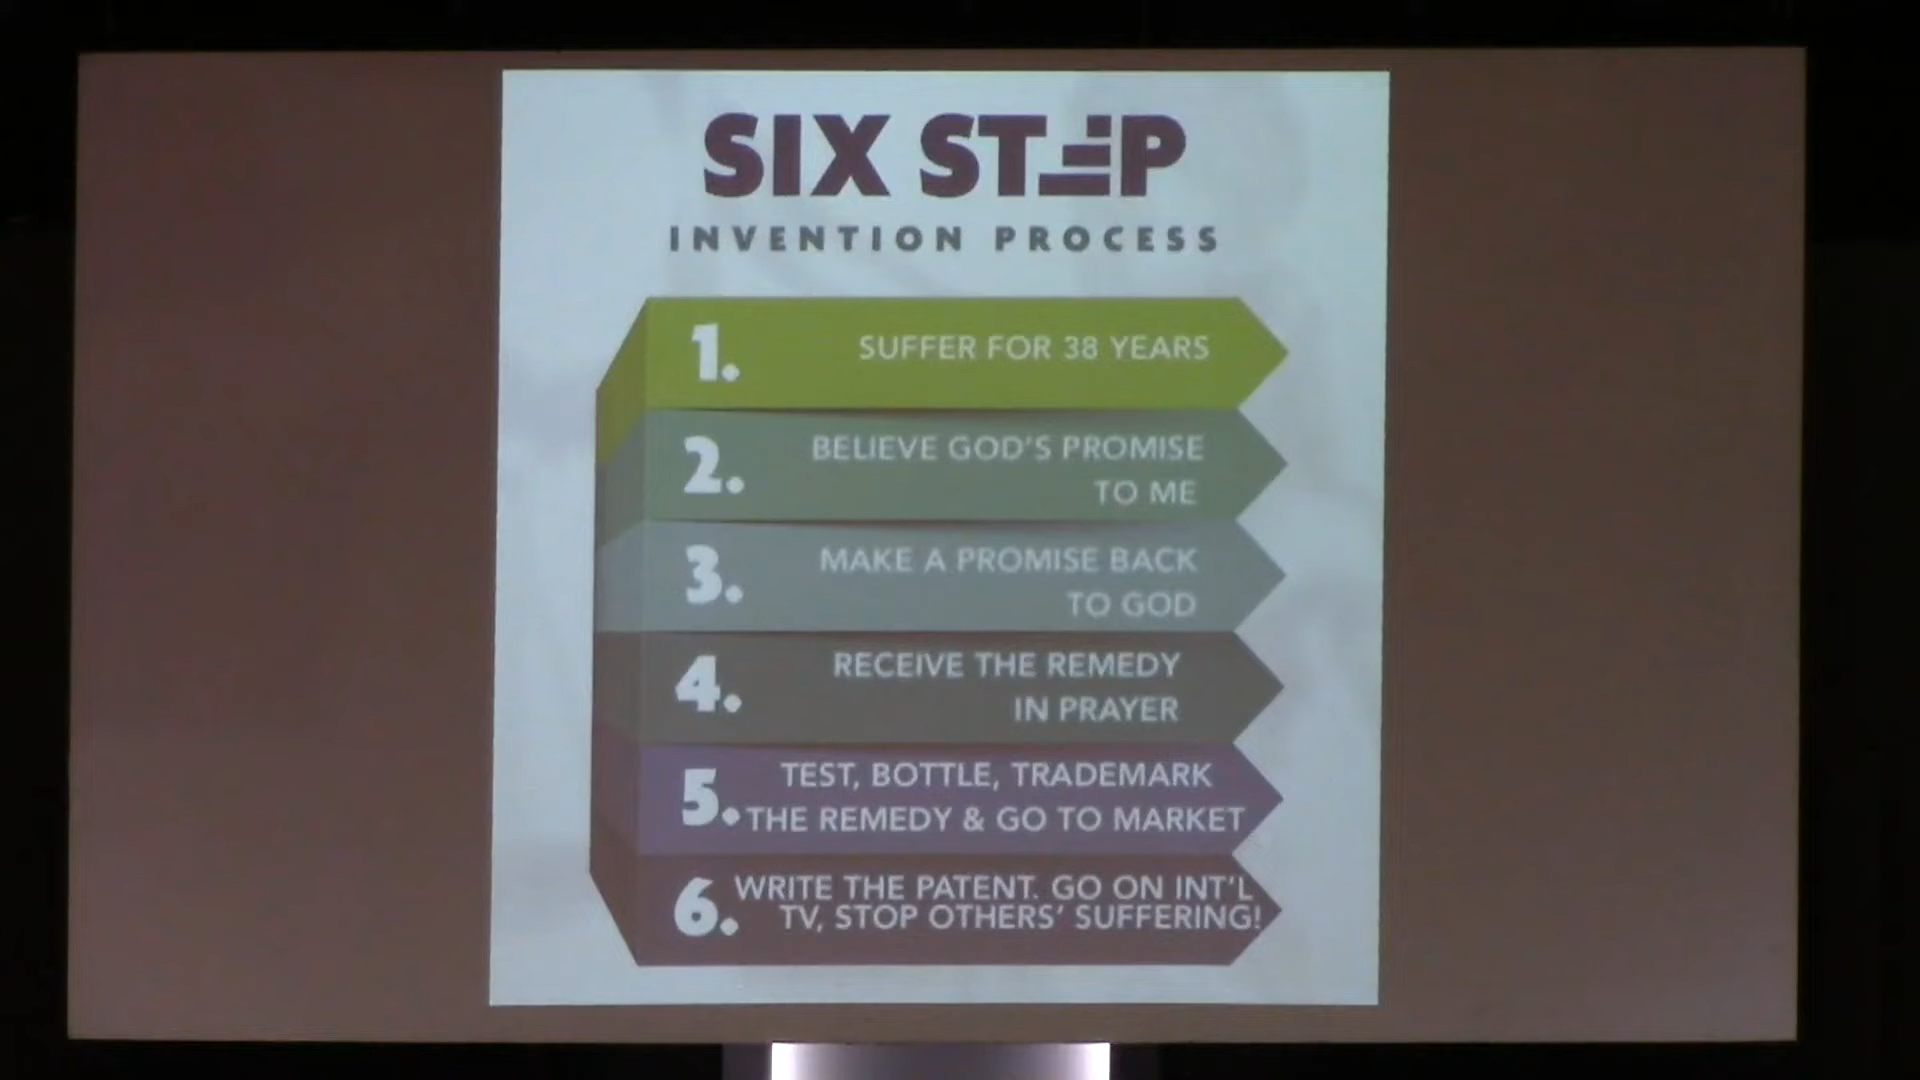 SIX STEP
INVENTION PROCESS
1. SUFFER FOR 38 YEARS
2. BELIEVE GOD'S PROMISE
TO ME
3. MAKE A PROMISE BACK
TO GOD
4. RECEIVE THE REMEDY
IN PRAYER
5. TEST, BOTTLE, TRADEMARK
THE REMEDY & GO TO MARKET
6. WRITE THE PATENT. GO ON INT'L
TV, STOP OTHERS' SUFFERING!